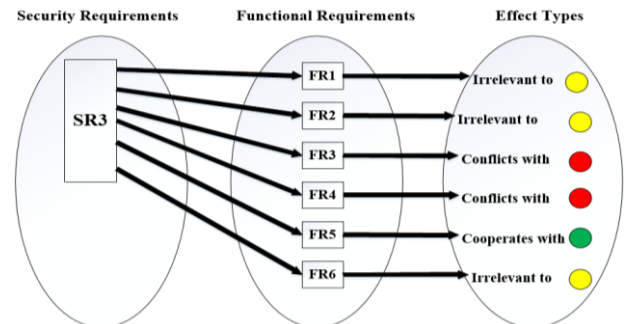 Security Requirements Functional Requirements Effect Types
SR3
FR1 Irrelevant to
FR2 Irrelevant to
FR3 Conflicts with
FR4 Conflicts with
FR5 Cooperates with
FR6 Irrelevant to